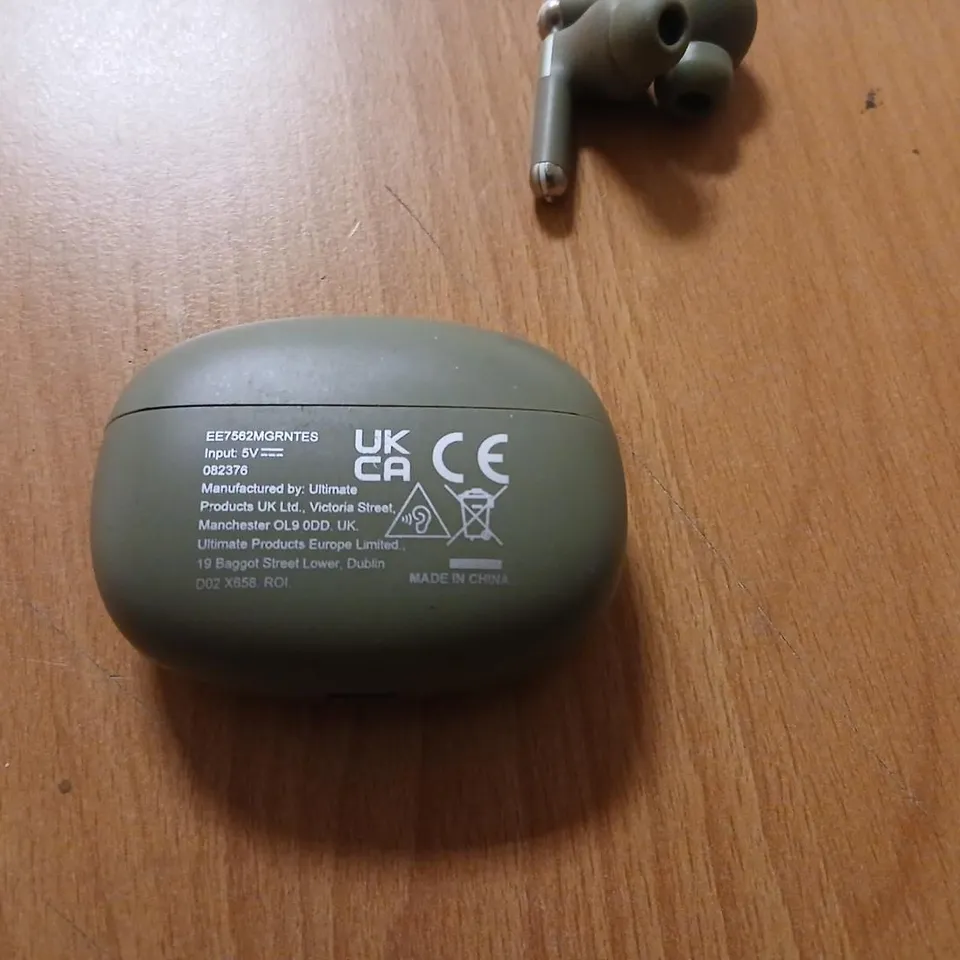 EE7562MGRNTES
Input: 5V
082376
Manufactured by: Ultimate
Products UK Ltd., Victoria Street,
Manchester OL9 0DD. UK.
Ultimate Products Europe Limited.,
19 Baggot Street Lower, Dublin
D02 X658. ROI.
UK
CA
CE
MADE IN CHINA